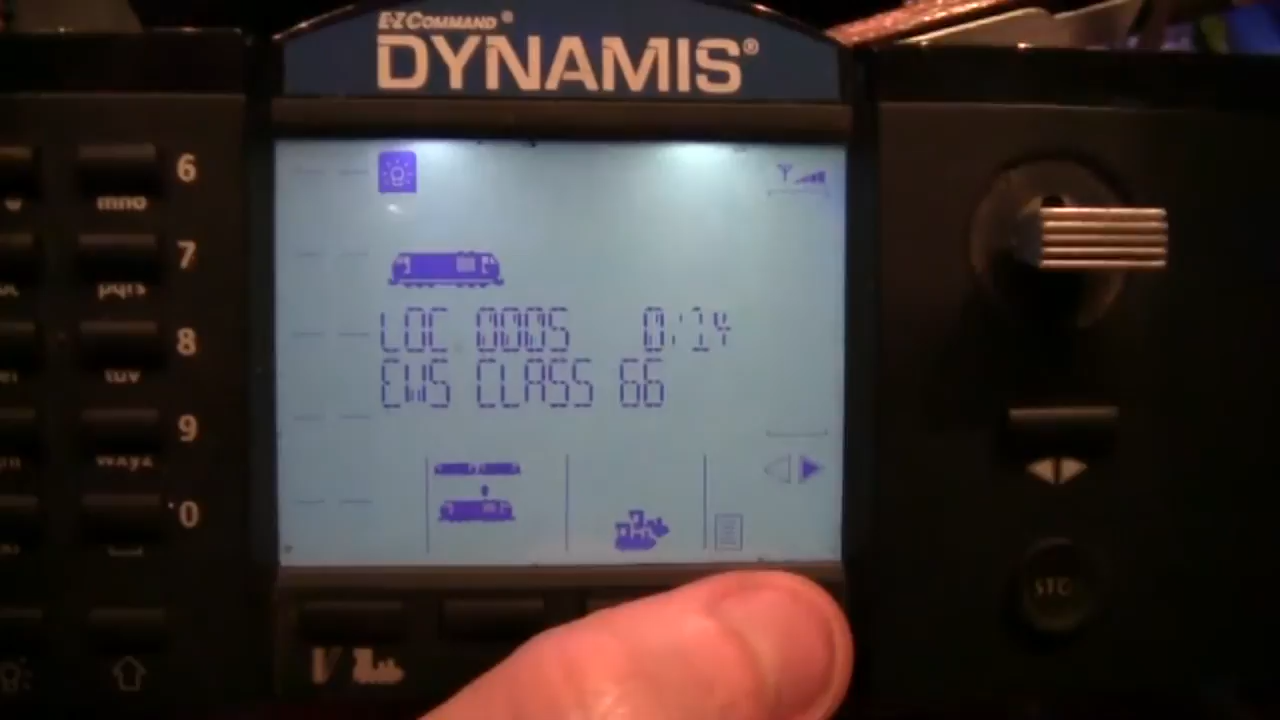 E-Z COMMAND®
DYNAMIS®
6
mno
7
pqrs
8
tuv
9
wxyz
0
LOC 0005 0/14
EWS CLASS 66
STO